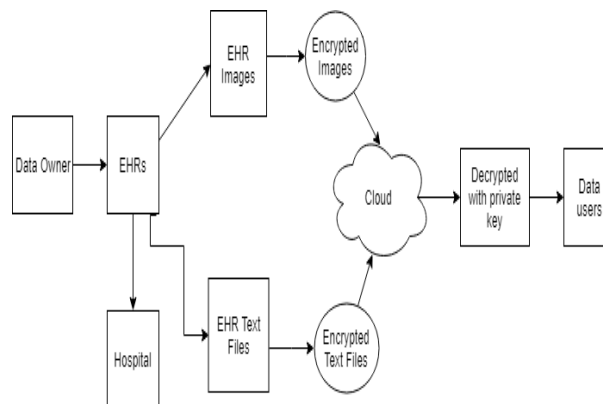 Data Owner
EHRs
EHR
Images
Encrypted
Images
Hospital
EHR Text
Files
Encrypted
Text Files
Cloud
Decrypted
with private
key
Data
users